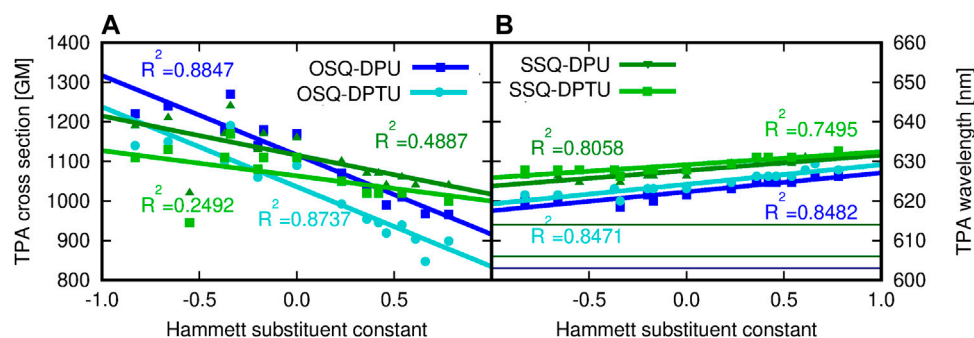 A
B
TPA cross section [GM]
1400
1300
1200
1100
1000
900
800
R²=0.8847
OSQ-DPU
OSQ-DPTU
R²=0.4887
R²=0.2492
R²=0.8737
-1.0
-0.5
0.0
0.5
Hammett substituent constant
SSQ-DPU
SSQ-DPTU
R²=0.8058
R²=0.7495
R²=0.8471
R²=0.8482
-0.5
0.0
0.5
1.0
Hammett substituent constant
660
650
640
630
620
610
600
TPA wavelength [nm]